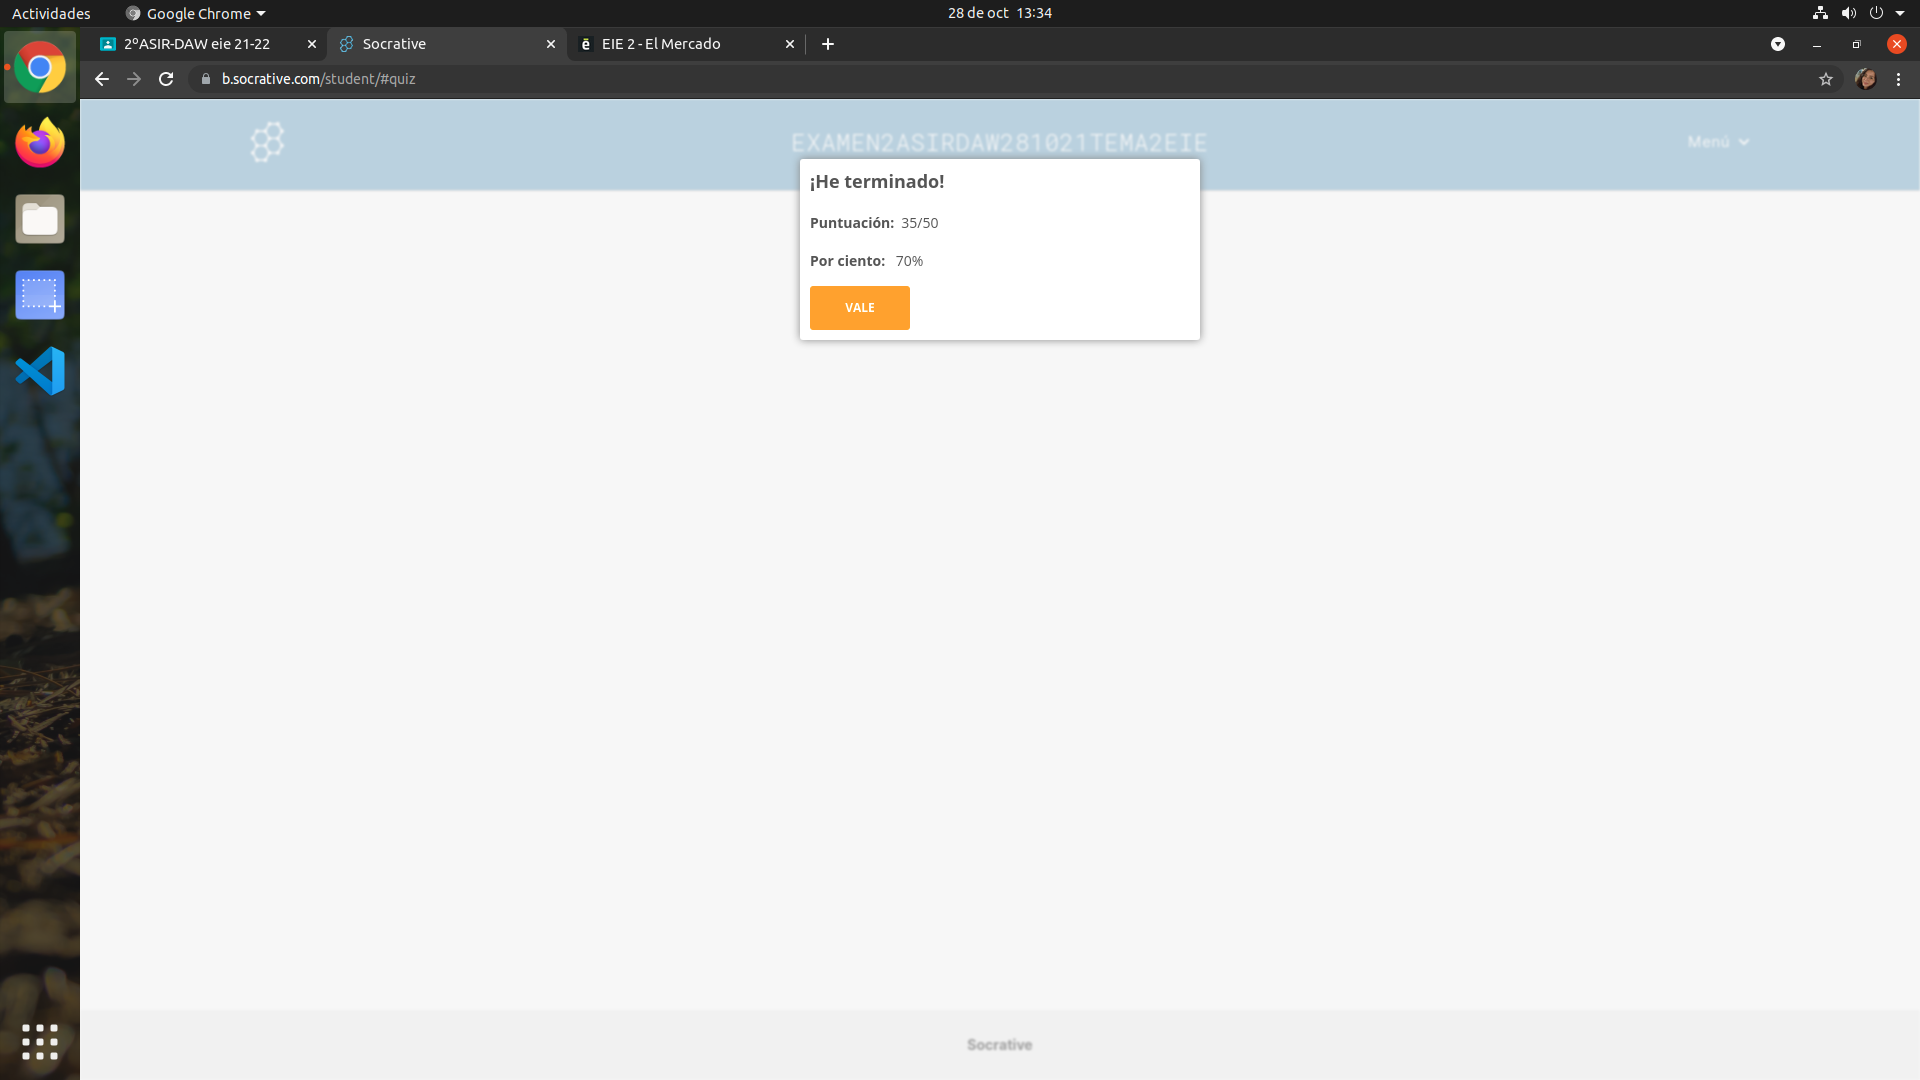 Actividades
Google Chrome
28 de oct 13:34
2ºASIR-DAW eie 21-22
Socrative
EIE 2 - El Mercado
b.socrative.com/student/#quiz
EXAMEN2ASIRDAW281021TEMA2EIE
Menú
¡He terminado!
Puntuación: 35/50
Por ciento: 70%
VALE
Socrative